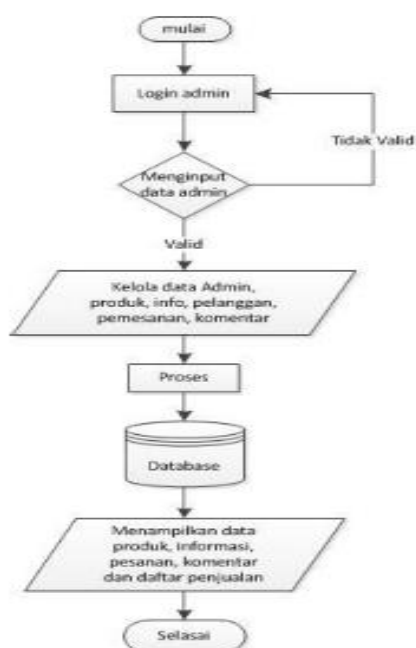 mulai
Login admin
Tidak Valid
Menginput
data admin
Valid
Kelola data Admin,
produk, info, pelanggan,
pemesanan, komentar
Proses
Database
Menampilkan data
produk, informasi,
pesanan, komentar
dan daftar penjualan
Selasai